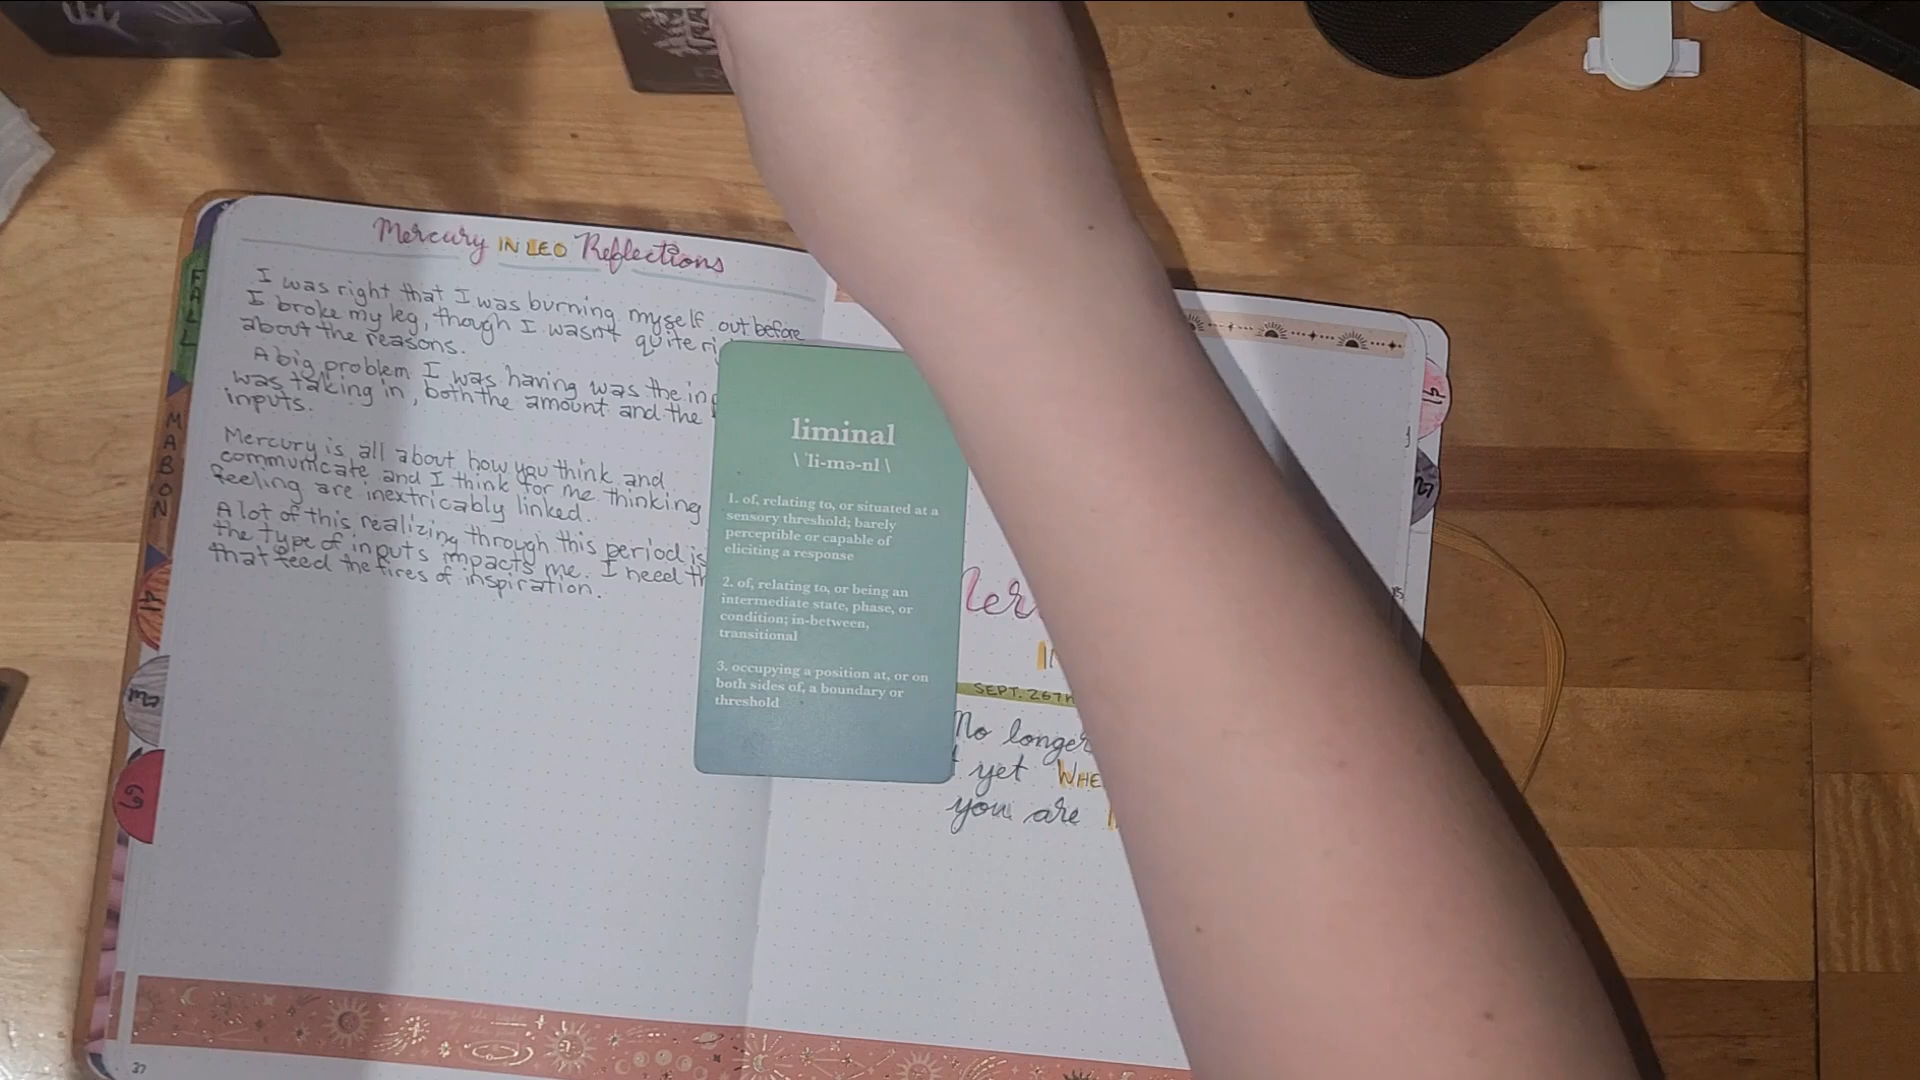 Mercury IN LEO Reflections
I was right that I was burning myself out before
I broke my leg, though I wasn't quite
about the reasons.
A big problem I was having was the
was taking in, both the amount and the
inputs.
Mercury is all about how you think and
communicate and I think for me thinking
feeling are inextricably linked.
A lot of this realizing through this period is
the type of inputs impacts me. I need
that feed the fires of inspiration.
liminal
\ 'li-mə-nl \
1. of, relating to, or situated at a
sensory threshold; barely
perceptible or capable of
eliciting a response
2. of, relating to, or being an
intermediate state, phase, or
condition; in-between,
transitional
3. occupying a position at, or on
both sides of, a boundary or
threshold
SEPT. 26TH
No longer
yet
you are
FALL
MABON
37